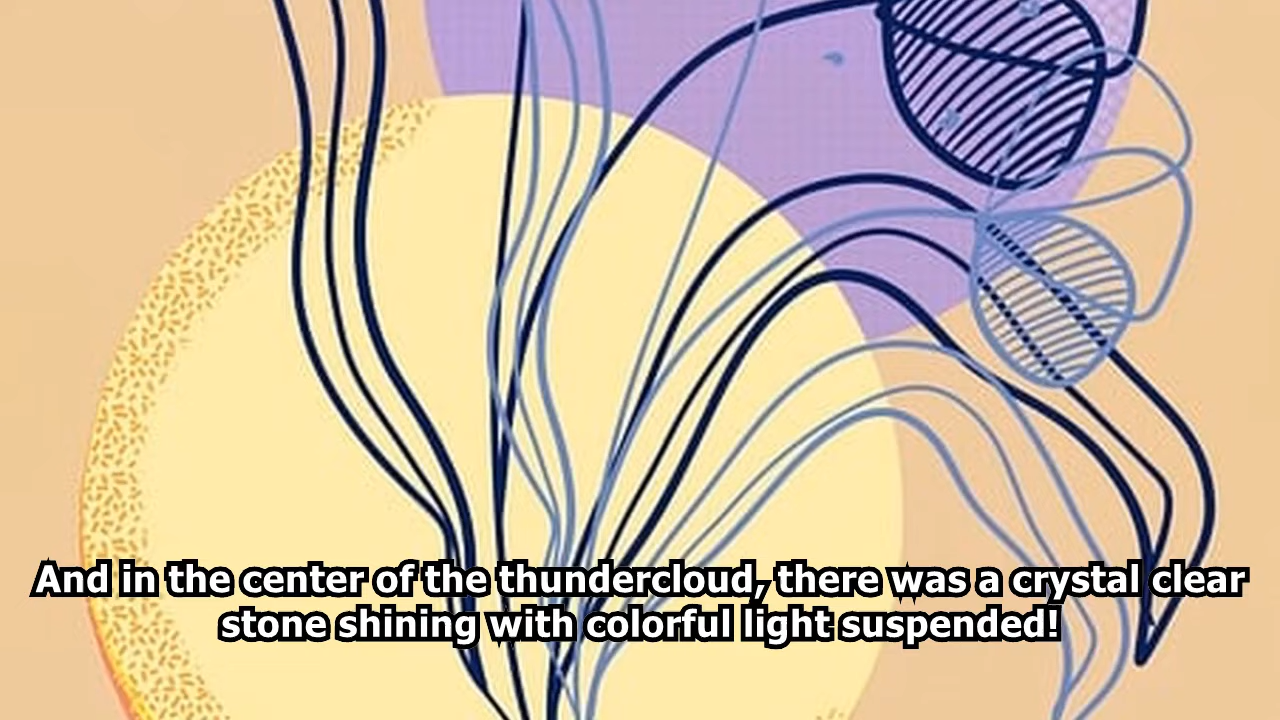 And in the center of the thundercloud, there was a crystal clear
stone shining with colorful light suspended!